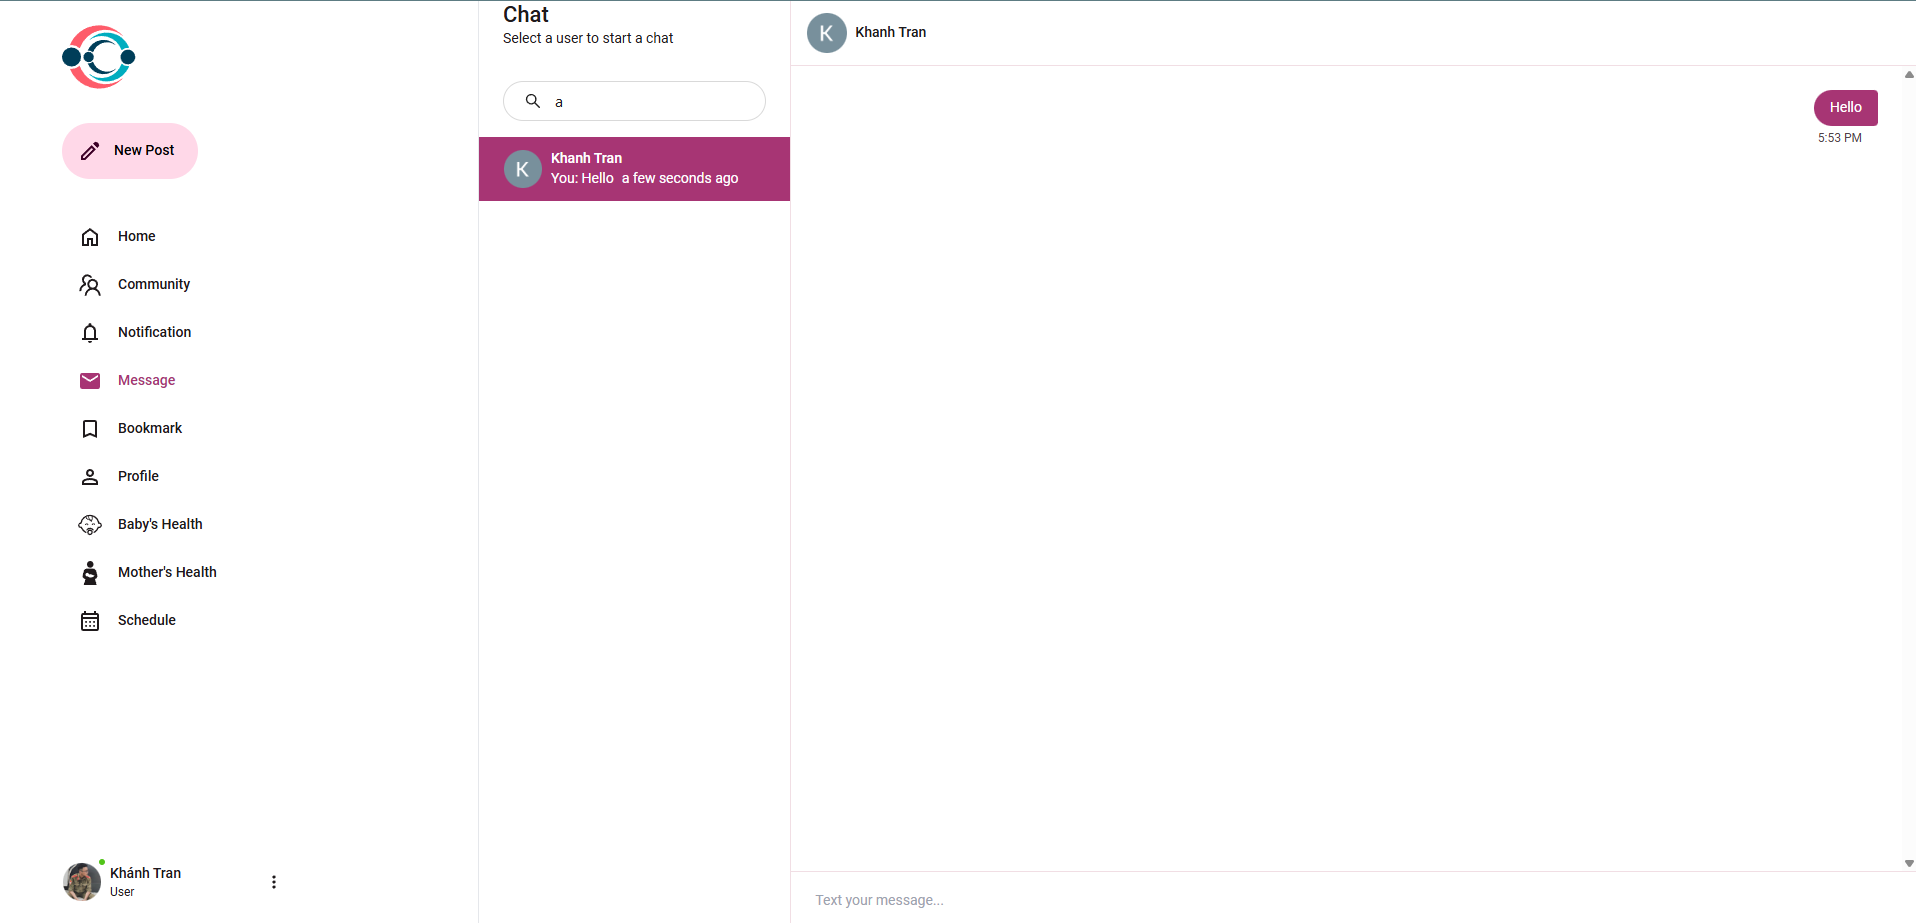 New Post
Home
Community
Notification
Message
Bookmark
Profile
Baby's Health
Mother's Health
Schedule
Khánh Tran
User
Chat
Select a user to start a chat
a
K
Khanh Tran
You: Hello a few seconds ago
K
Khanh Tran
Hello
5:53 PM
Text your message...